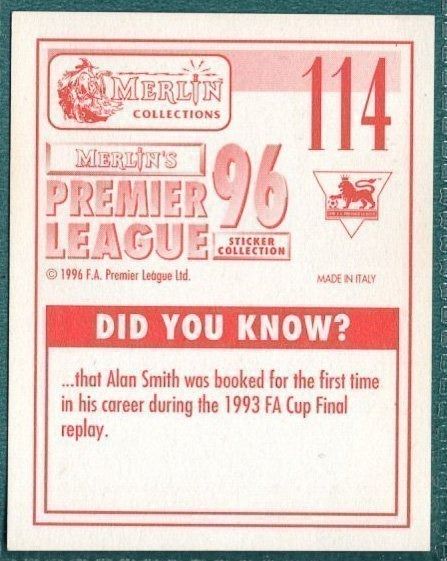 MERLIN
COLLECTIONS
114
MERLIN'S
PREMIER
LEAGUE
96
STICKER
COLLECTION
© 1996 F.A. Premier League Ltd.
MADE IN ITALY
DID YOU KNOW?
...that Alan Smith was booked for the first time
in his career during the 1993 FA Cup Final
replay.